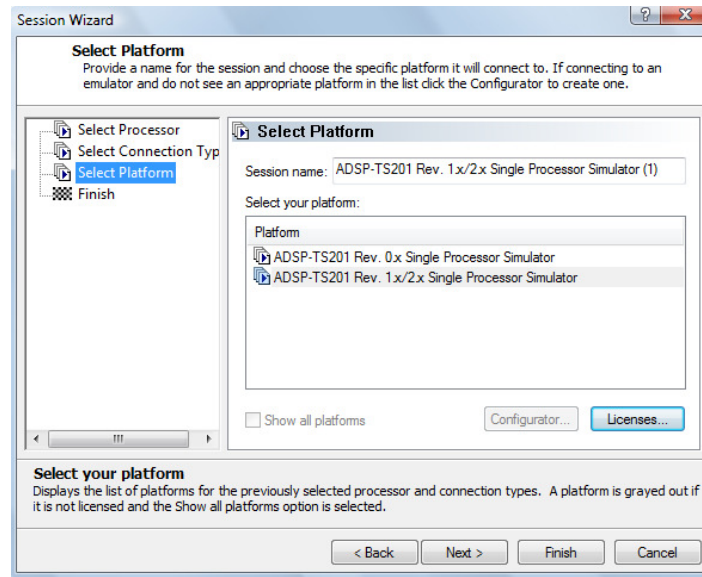 Session Wizard
Select Platform
Provide a name for the session and choose the specific platform it will connect to. If connecting to an
emulator and do not see an appropriate platform in the list click the Configurator to create one.
Select Processor
Select Connection Typ
Select Platform
Finish
Select Platform
Session name: ADSP-TS201 Rev. 1.x/2.x Single Processor Simulator (1)
Select your platform:
Platform
ADSP-TS201 Rev. 0.x Single Processor Simulator
ADSP-TS201 Rev. 1.x/2.x Single Processor Simulator
Show all platforms
Configurator...
Licenses...
Select your platform
Displays the list of platforms for the previously selected processor and connection types. A platform is grayed out if
it is not licensed and the Show all platforms option is selected.
< Back
Next >
Finish
Cancel